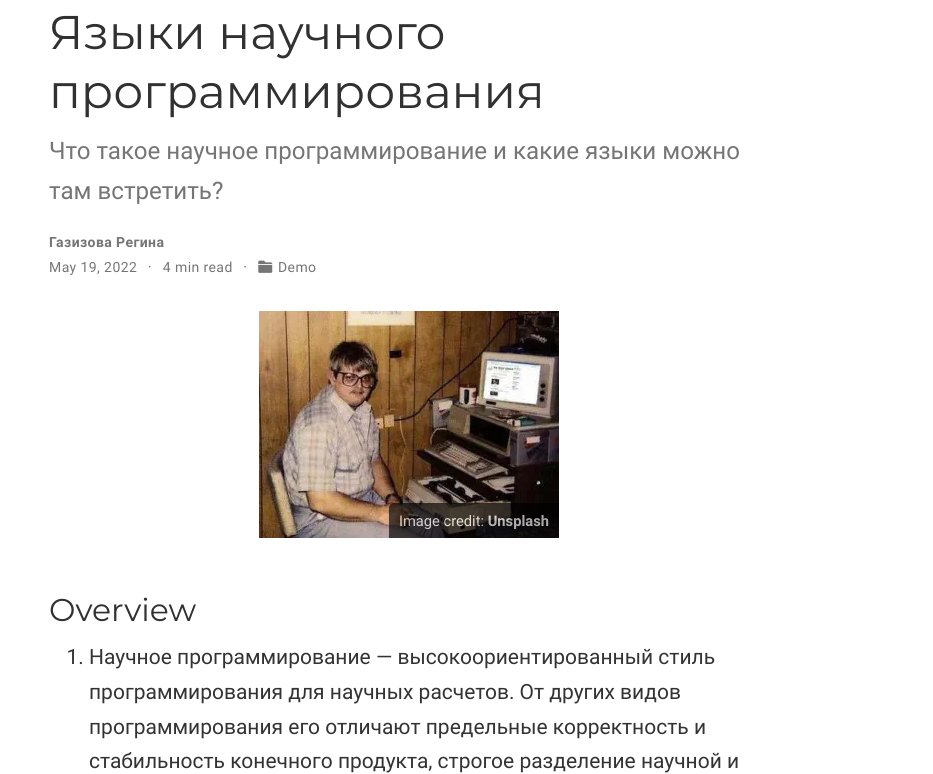 Языки научного
программирования
Что такое научное программирование и какие языки можно
там встретить?
Газизова Регина
May 19, 2022 · 4 min read · Demo
Image credit: Unsplash
Overview
1. Научное программирование — высокоориентированный стиль
программирования для научных расчетов. От других видов
программирования его отличают предельные корректность и
стабильность конечного продукта, строгое разделение научной и